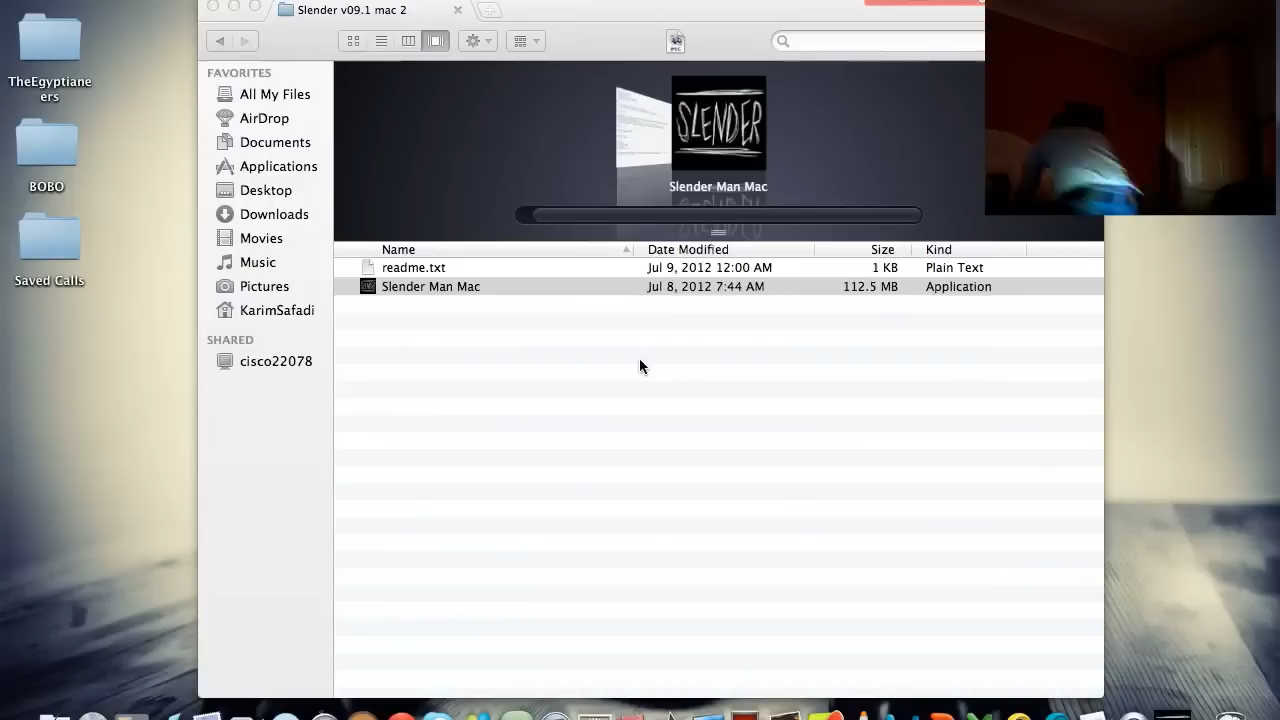 Slender v09.1 mac 2
TheEgyptiane
ers
BOBO
Saved Calls
FAVORITES
All My Files
AirDrop
Documents
Applications
Desktop
Downloads
Movies
Music
Pictures
KarimSafadi
SHARED
cisco22078
JPEG
SLENDER
Slender Man Mac
Name Date Modified Size Kind
readme.txt Jul 9, 2012 12:00 AM 1 KB Plain Text
Slender Man Mac Jul 8, 2012 7:44 AM 112.5 MB Application